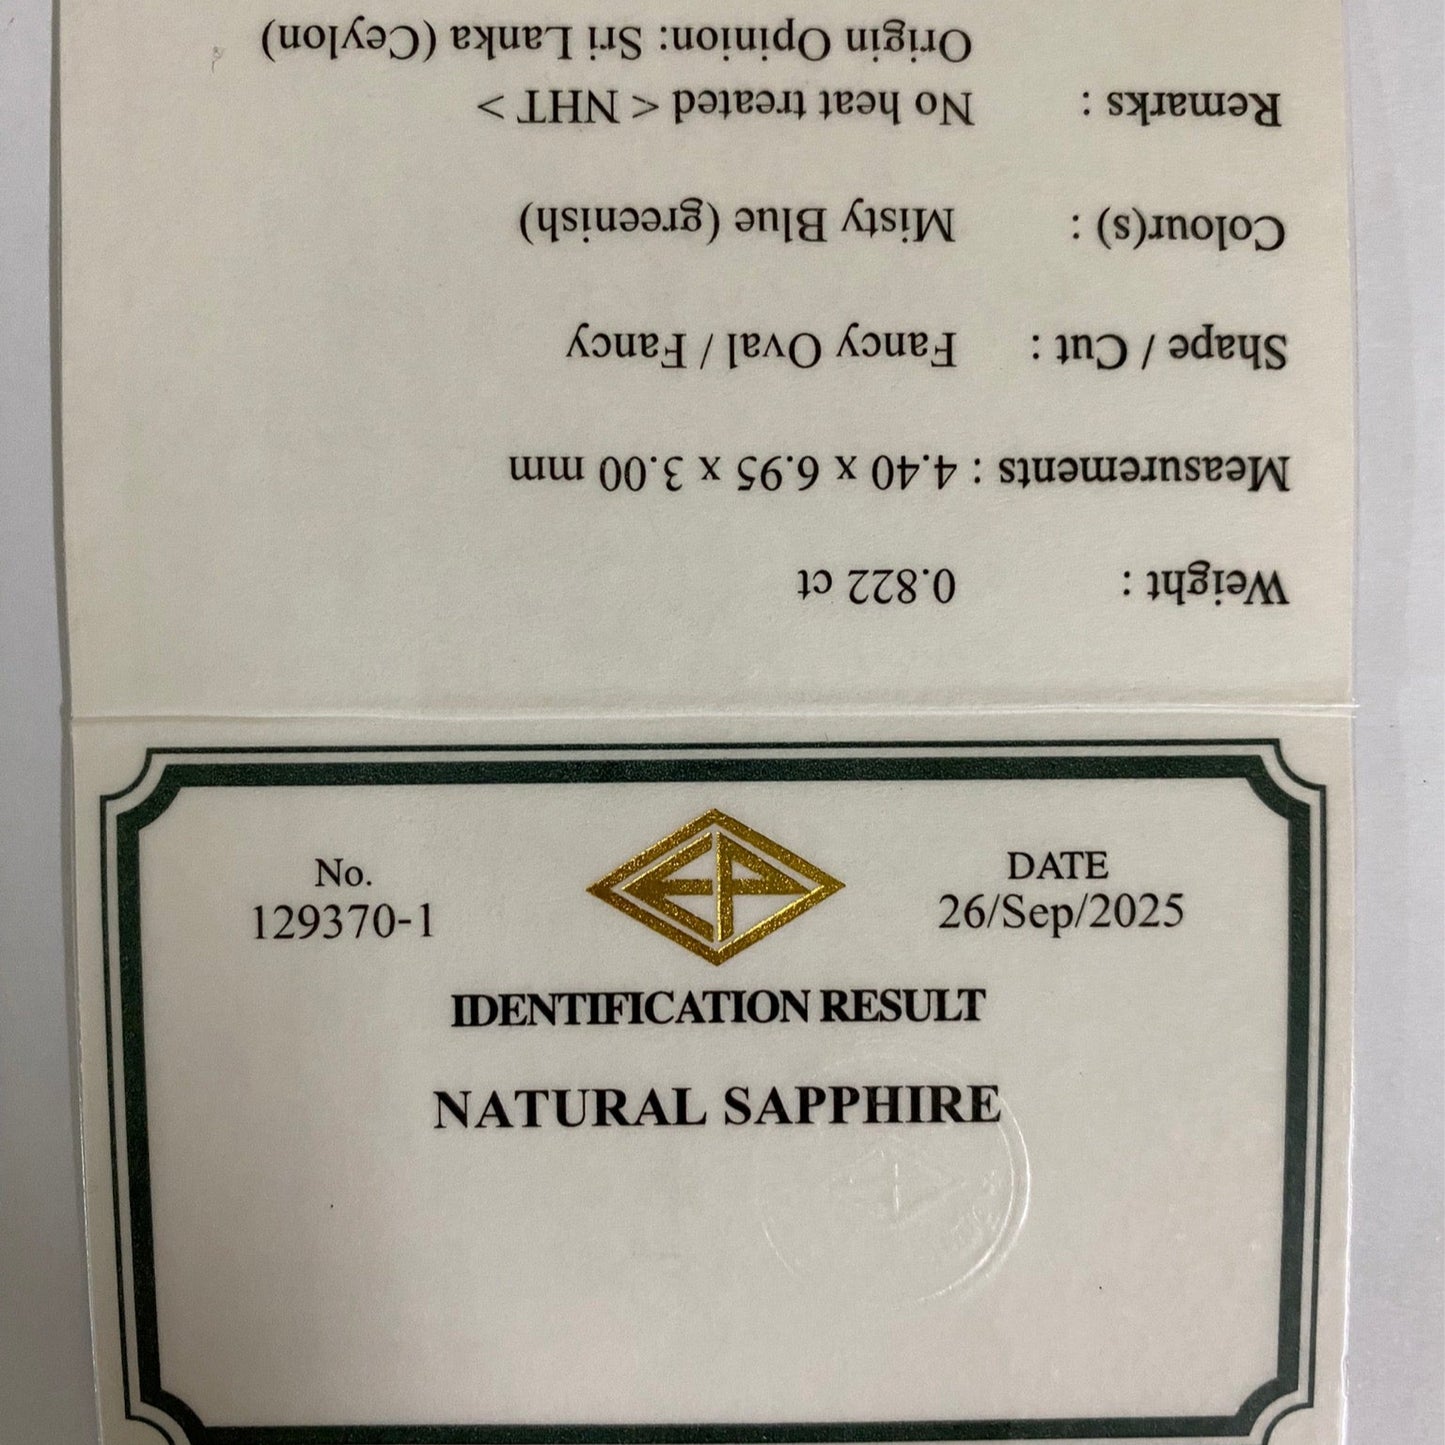 No.
129370-1
EP
DATE
26/Sep/2025
IDENTIFICATION RESULT
NATURAL SAPPHIRE
Weight : 0.822 ct
Measurements : 4.40 x 6.95 x 3.00 mm
Shape / Cut : Fancy Oval / Fancy
Colour(s) : Misty Blue (greenish)
Remarks : No heat treated < NHT >
Origin Opinion: Sri Lanka (Ceylon)